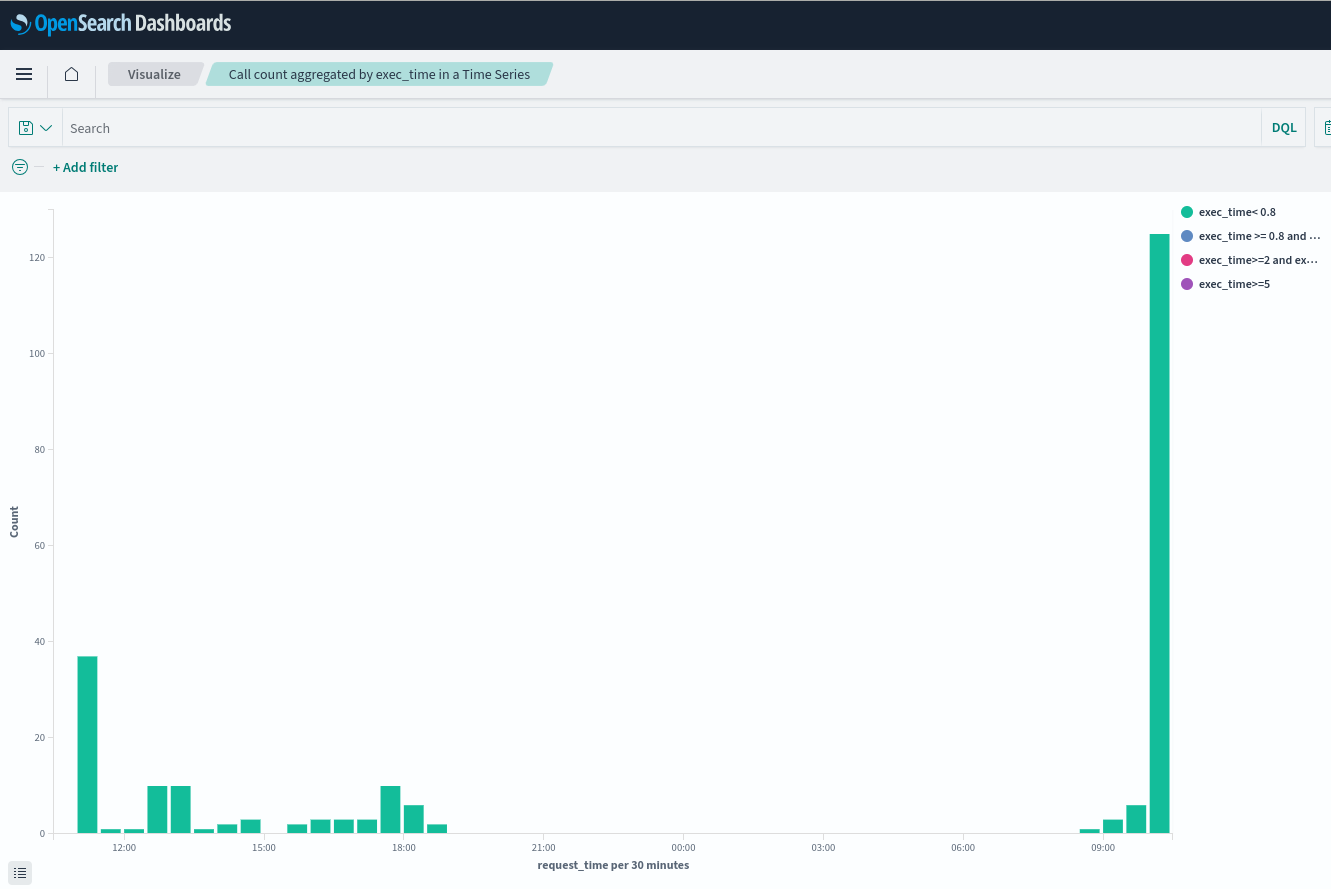 OpenSearch Dashboards
Visualize
Call count aggregated by exec_time in a Time Series
Search
DQL
+ Add filter
exec_time< 0.8
exec_time >= 0.8 and ...
exec_time>=2 and ex...
exec_time>=5
120
100
80
60
40
20
0
Count
12:00 15:00 18:00 21:00 00:00 03:00 06:00 09:00
request_time per 30 minutes